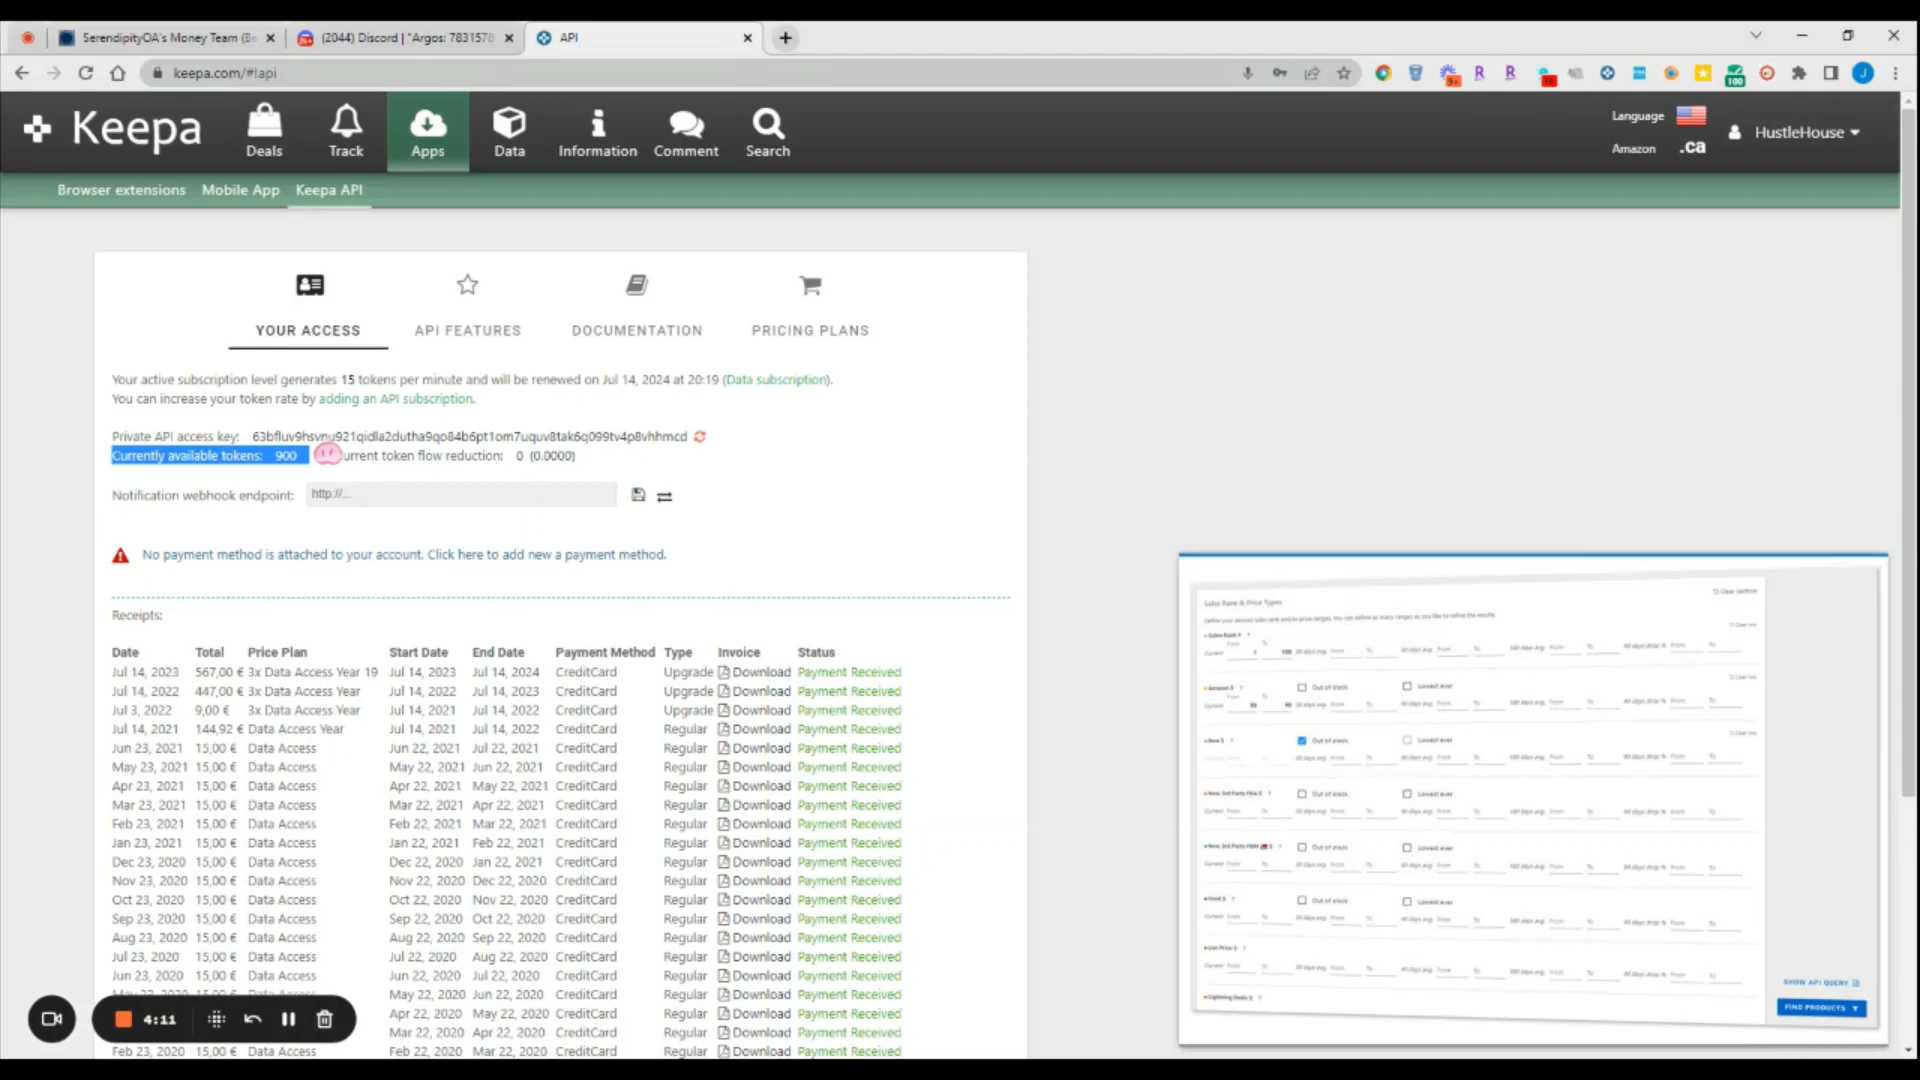 SerendipityOA's Money Team (Be
(2044) Discord | "Argos: 7831578
API
keepa.com/#!api
Keepa
Deals
Track
Apps
Data
Information
Comment
Search
Language
Amazon .ca
HustleHouse
Browser extensions Mobile App Keepa API
YOUR ACCESS API FEATURES DOCUMENTATION PRICING PLANS
Your active subscription level generates 15 tokens per minute and will be renewed on Jul 14, 2024 at 20:19 (Data subscription).
You can increase your token rate by adding an API subscription.
Private API access key: 63bfluv9hsvnu921qidla2dutha9qo84b6pt1om7uquv8tak6q099tv4p8vhhmcd
Currently available tokens: 900 urrent token flow reduction: 0 (0.0000)
Notification webhook endpoint: http://...
No payment method is attached to your account. Click here to add new a payment method.
Receipts:
Date Total Price Plan Start Date End Date Payment Method Type Invoice Status
Jul 14, 2023 567,00 € 3x Data Access Year 19 Jul 14, 2023 Jul 14, 2024 CreditCard Upgrade Download Payment Received
Jul 14, 2022 447,00 € 3x Data Access Year Jul 14, 2022 Jul 14, 2023 CreditCard Upgrade Download Payment Received
Jul 3, 2022 9,00 € 3x Data Access Year Jul 14, 2021 Jul 14, 2022 CreditCard Upgrade Download Payment Received
Jul 14, 2021 144,92 € Data Access Year Jul 14, 2021 Jul 14, 2022 CreditCard Regular Download Payment Received
Jun 23, 2021 15,00 € Data Access Jun 22, 2021 Jul 22, 2021 CreditCard Regular Download Payment Received
May 23, 2021 15,00 € Data Access May 22, 2021 Jun 22, 2021 CreditCard Regular Download Payment Received
Apr 23, 2021 15,00 € Data Access Apr 22, 2021 May 22, 2021 CreditCard Regular Download Payment Received
Mar 23, 2021 15,00 € Data Access Mar 22, 2021 Apr 22, 2021 CreditCard Regular Download Payment Received
Feb 23, 2021 15,00 € Data Access Feb 22, 2021 Mar 22, 2021 CreditCard Regular Download Payment Received
Jan 23, 2021 15,00 € Data Access Jan 22, 2021 Feb 22, 2021 CreditCard Regular Download Payment Received
Dec 23, 2020 15,00 € Data Access Dec 22, 2020 Jan 22, 2021 CreditCard Regular Download Payment Received
Nov 23, 2020 15,00 € Data Access Nov 22, 2020 Dec 22, 2020 CreditCard Regular Download Payment Received
Oct 23, 2020 15,00 € Data Access Oct 22, 2020 Nov 22, 2020 CreditCard Regular Download Payment Received
Sep 23, 2020 15,00 € Data Access Sep 22, 2020 Oct 22, 2020 CreditCard Regular Download Payment Received
Aug 23, 2020 15,00 € Data Access Aug 22, 2020 Sep 22, 2020 CreditCard Regular Download Payment Received
Jul 23, 2020 15,00 € Data Access Jul 22, 2020 Aug 22, 2020 CreditCard Regular Download Payment Received
Jun 23, 2020 15,00 € Data Access Jun 22, 2020 Jul 22, 2020 CreditCard Regular Download Payment Received
May 22, 2020 Jun 22, 2020 CreditCard Regular Download Payment Received
Apr 22, 2020 May 22, 2020 CreditCard Regular Download Payment Received
Mar 22, 2020 Apr 22, 2020 CreditCard Regular Download Payment Received
Feb 23, 2020 15,00 € Data Access Feb 22, 2020 Mar 22, 2020 CreditCard Regular Download Payment Received
4:11
Sales Rank & Price Types
Clear section
SHOW API QUERY
FIND PRODUCTS